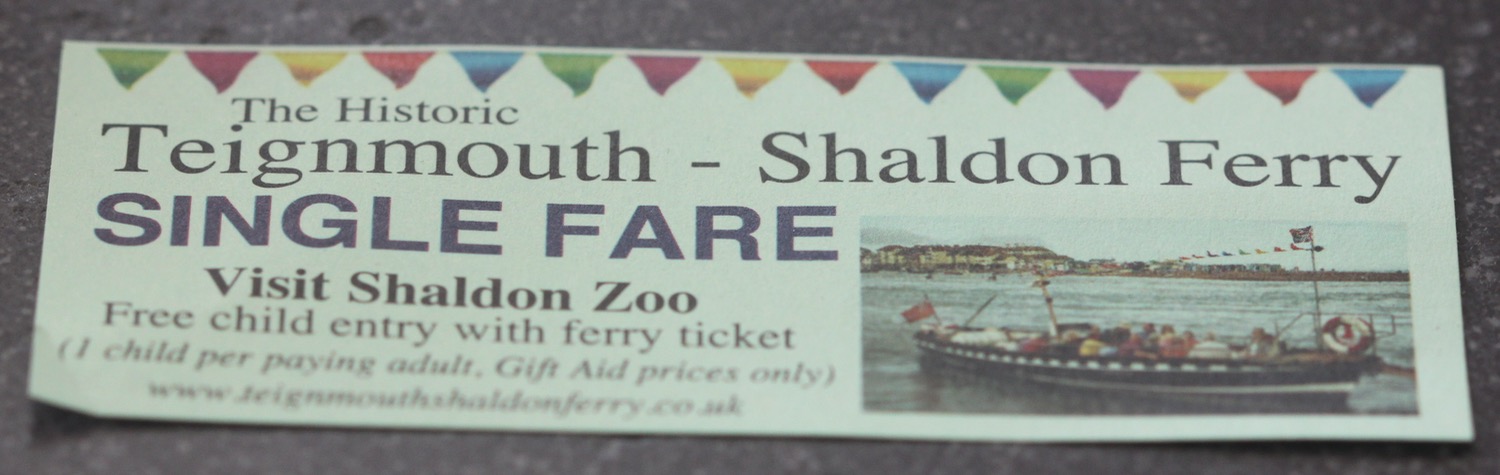 The Historic
Teignmouth - Shaldon Ferry
SINGLE FARE
Visit Shaldon Zoo
Free child entry with ferry ticket
(1 child per paying adult, Gift Aid prices only)
www.teignmouthshaldonferry.co.uk